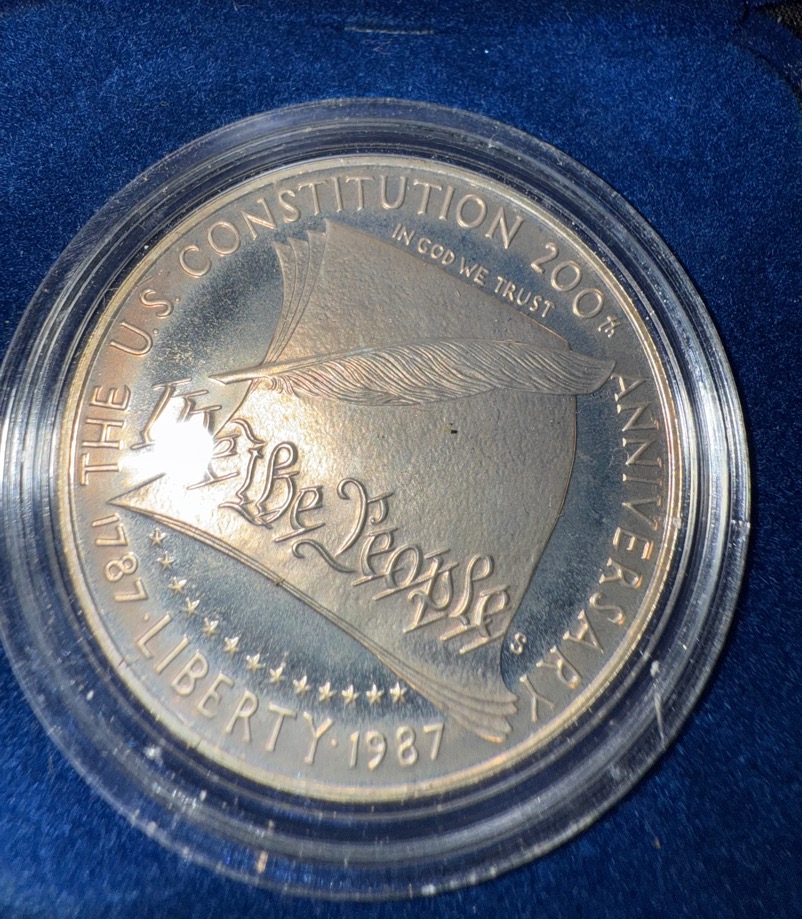 THE U.S. CONSTITUTION 200th ANNIVERSARY
IN GOD WE TRUST
We the People
S
1787 · LIBERTY · 1987